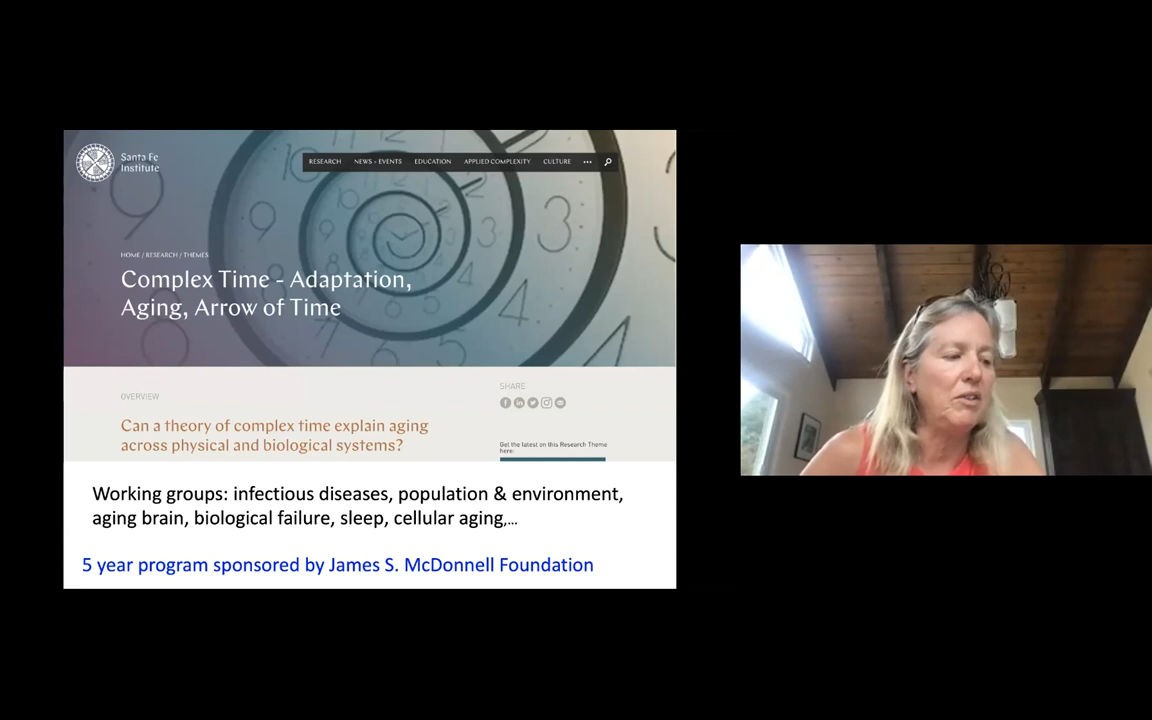 Santa Fe
Institute
RESEARCH NEWS + EVENTS EDUCATION APPLIED COMPLEXITY CULTURE •••
HOME / RESEARCH / THEMES
Complex Time - Adaptation,
Aging, Arrow of Time
OVERVIEW
Can a theory of complex time explain aging
across physical and biological systems?
SHARE
Get the latest on this Research Theme
here:
Working groups: infectious diseases, population & environment,
aging brain, biological failure, sleep, cellular aging,...
5 year program sponsored by James S. McDonnell Foundation